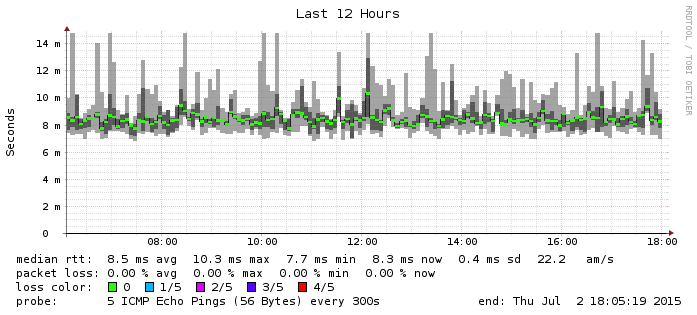 Last 12 Hours
RRDTOOL / TOBI OETIKER
Seconds
14 m
12 m
10 m
8 m
6 m
4 m
2 m
0
08:00 10:00 12:00 14:00 16:00 18:00
median rtt: 8.5 ms avg 10.3 ms max 7.7 ms min 8.3 ms now 0.4 ms sd 22.2 am/s
packet loss: 0.00 % avg 0.00 % max 0.00 % min 0.00 % now
loss color: 0 1/5 2/5 3/5 4/5
probe: 5 ICMP Echo Pings (56 Bytes) every 300s end: Thu Jul 2 18:05:19 2015